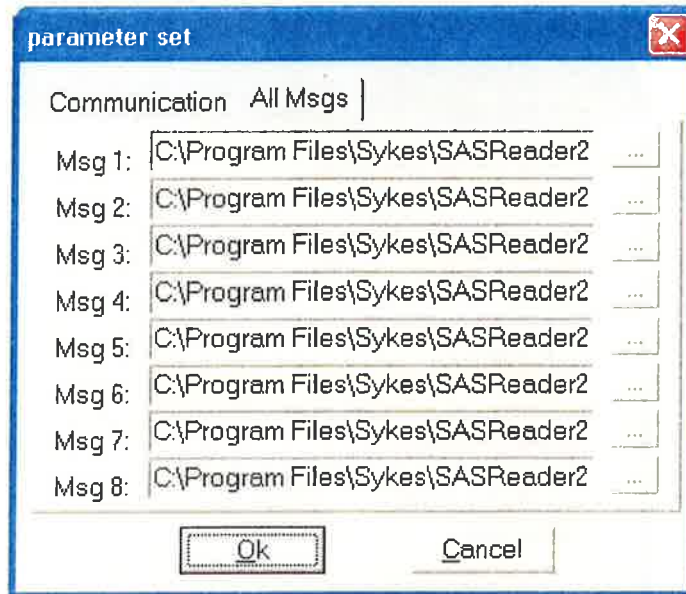 parameter set
Communication All Msgs
Msg 1: C:\Program Files\Sykes\SASReader2 ...
Msg 2: C:\Program Files\Sykes\SASReader2 ...
Msg 3: C:\Program Files\Sykes\SASReader2 ...
Msg 4: C:\Program Files\Sykes\SASReader2 ...
Msg 5: C:\Program Files\Sykes\SASReader2 ...
Msg 6: C:\Program Files\Sykes\SASReader2 ...
Msg 7: C:\Program Files\Sykes\SASReader2 ...
Msg 8: C:\Program Files\Sykes\SASReader2 ...
Ok Cancel